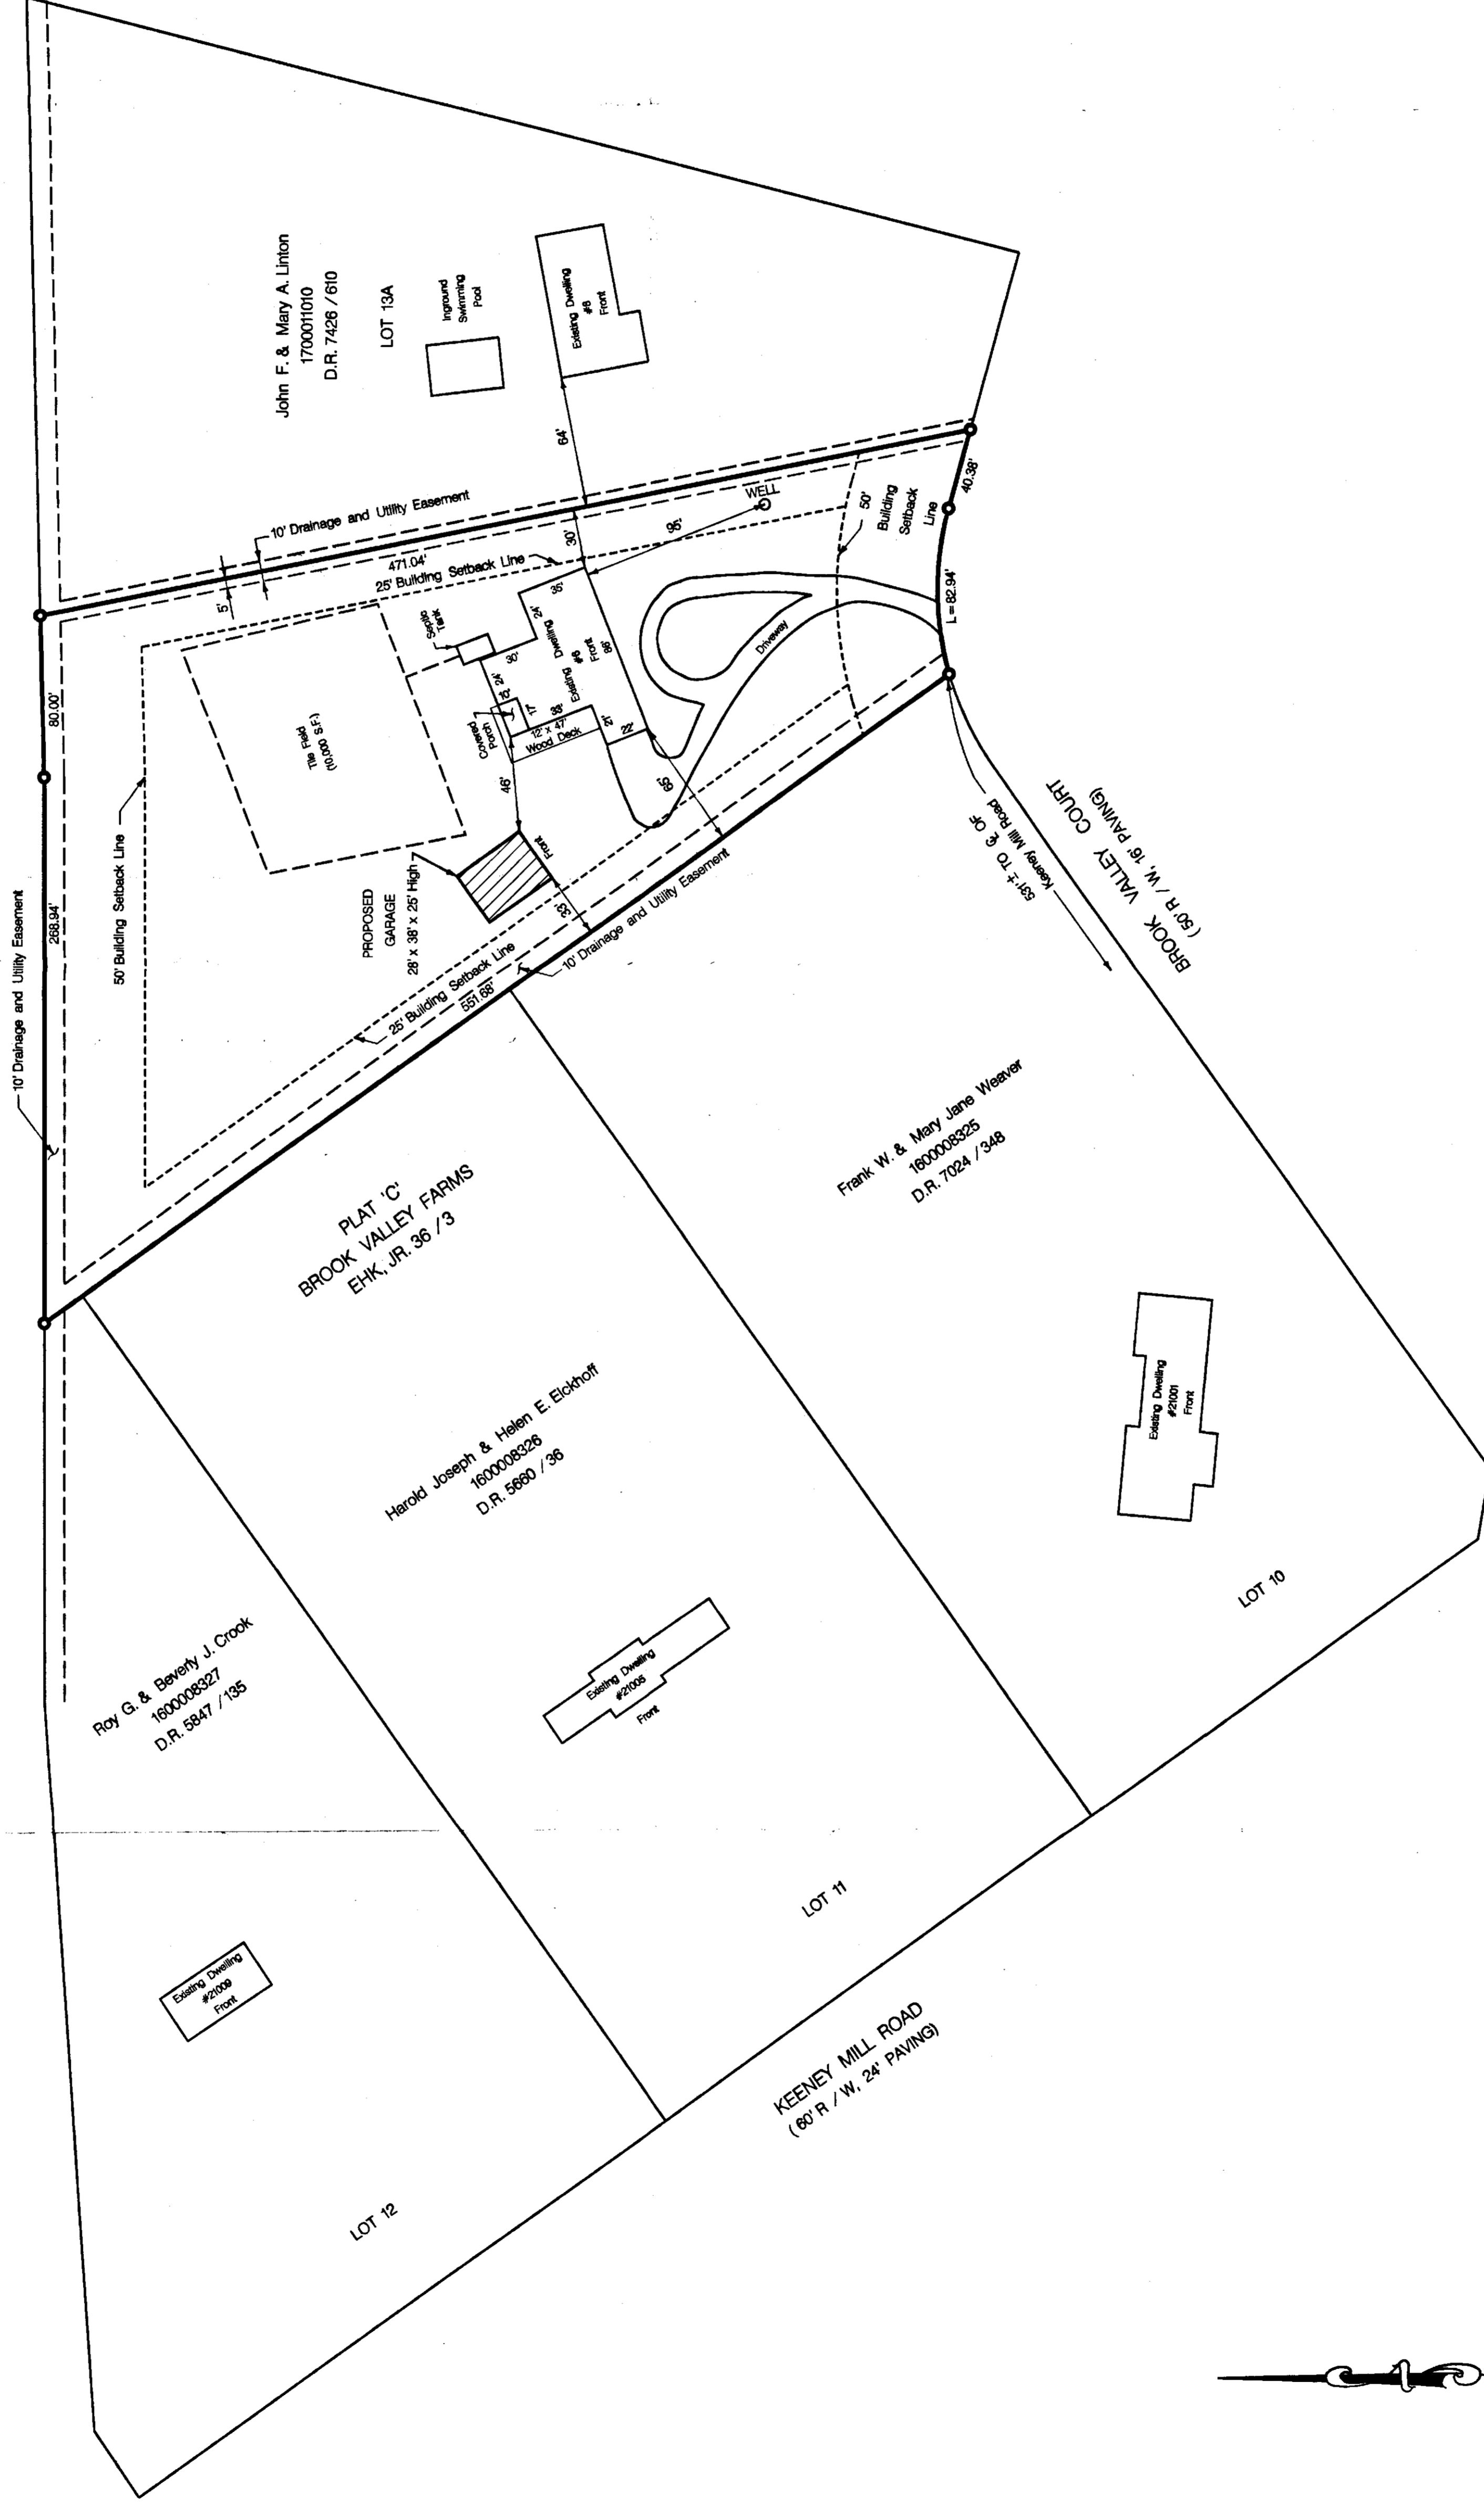 10' Drainage and Utility Easement
268.94'
80.00'
50' Building Setback Line
John F. & Mary A. Linton
1700011010
D.R. 7426 / 610
LOT 13A
Inground
Swimming
Pool
Existing Dwelling
#8
Front
64'
10' Drainage and Utility Easement
471.04'
25' Building Setback Line
5'
30'
WELL
50'
Building
Setback
Line
40.38'
L=82.94'
Septic
Tank
Tile Field
(10,000 S.F.)
Existing Dwelling
#6
Front
86'
35'
24'
30'
24'
10'
17'
21'
22'
Covered
Porch
12' x 47'
Wood Deck
Driveway
46'
65'
PROPOSED
GARAGE
28' x 38' x 25' High
Front
25' Building Setback Line
551.68'
10' Drainage and Utility Easement
531' ± TO ℄ OF
Keeney Mill Road
BROOK VALLEY COURT
(50' R / W, 16' PAVING)
PLAT 'C'
BROOK VALLEY FARMS
EHK, JR. 36 / 3
Frank W. & Mary Jane Weaver
1600008325
D.R. 7024 / 348
Existing Dwelling
#21001
Front
LOT 10
Harold Joseph & Helen E. Eickhoff
1600008326
D.R. 5660 / 36
Existing Dwelling
#21005
Front
LOT 11
Roy G. & Beverly J. Crook
1600008327
D.R. 5847 / 135
Existing Dwelling
#21009
Front
LOT 12
KEENEY MILL ROAD
(60' R / W, 24' PAVING)